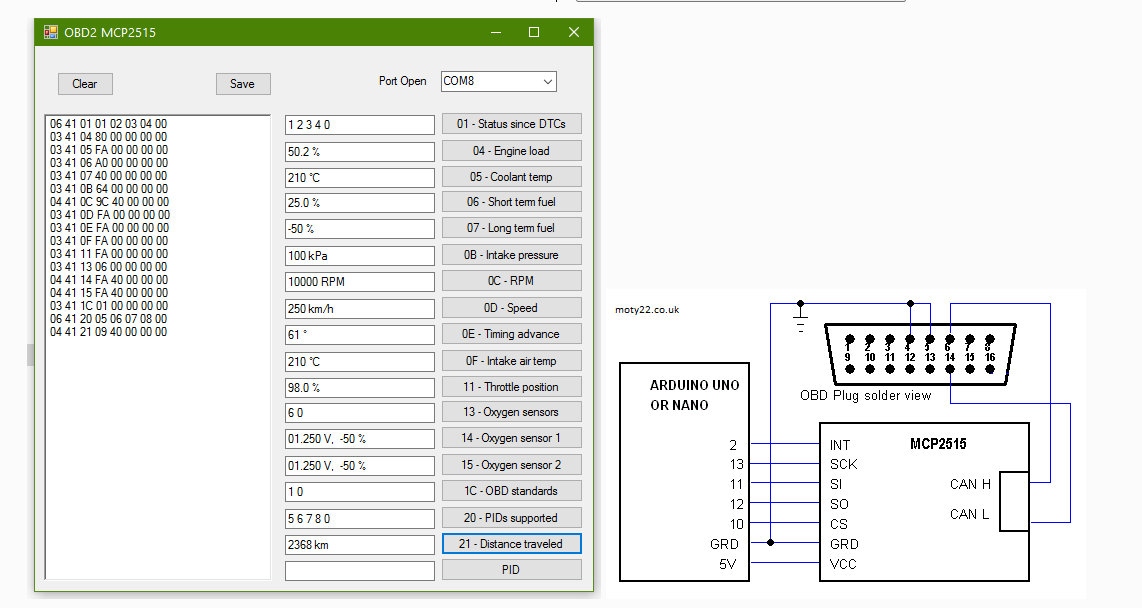 OBD2 MCP2515
Clear
Save
Port Open
COM8
06 41 01 01 02 03 04 00
03 41 04 80 00 00 00 00
03 41 05 FA 00 00 00 00
03 41 06 A0 00 00 00 00
03 41 07 40 00 00 00 00
03 41 0B 64 00 00 00 00
04 41 0C 9C 40 00 00 00
03 41 0D FA 00 00 00 00
03 41 0E FA 00 00 00 00
03 41 0F FA 00 00 00 00
03 41 11 FA 00 00 00 00
03 41 13 06 00 00 00 00
04 41 14 FA 40 00 00 00
04 41 15 FA 40 00 00 00
03 41 1C 01 00 00 00 00
06 41 20 05 06 07 08 00
04 41 21 09 40 00 00 00
1 2 3 4 0
01 - Status since DTCs
50.2 %
04 - Engine load
210 °C
05 - Coolant temp
25.0 %
06 - Short term fuel
-50 %
07 - Long term fuel
100 kPa
0B - Intake pressure
10000 RPM
0C - RPM
250 km/h
0D - Speed
61 °
0E - Timing advance
210 °C
0F - Intake air temp
98.0 %
11 - Throttle position
6 0
13 - Oxygen sensors
01.250 V, -50 %
14 - Oxygen sensor 1
01.250 V, -50 %
15 - Oxygen sensor 2
1 0
1C - OBD standards
5 6 7 8 0
20 - PIDs supported
2368 km
21 - Distance traveled
PID
moty22.co.uk
1 2 3 4 5 6 7 8
9 10 11 12 13 14 15 16
OBD Plug solder view
ARDUINO UNO
OR NANO
MCP2515
2 INT
13 SCK
11 SI
12 SO
10 CS
GRD GRD
5V VCC
CAN H
CAN L